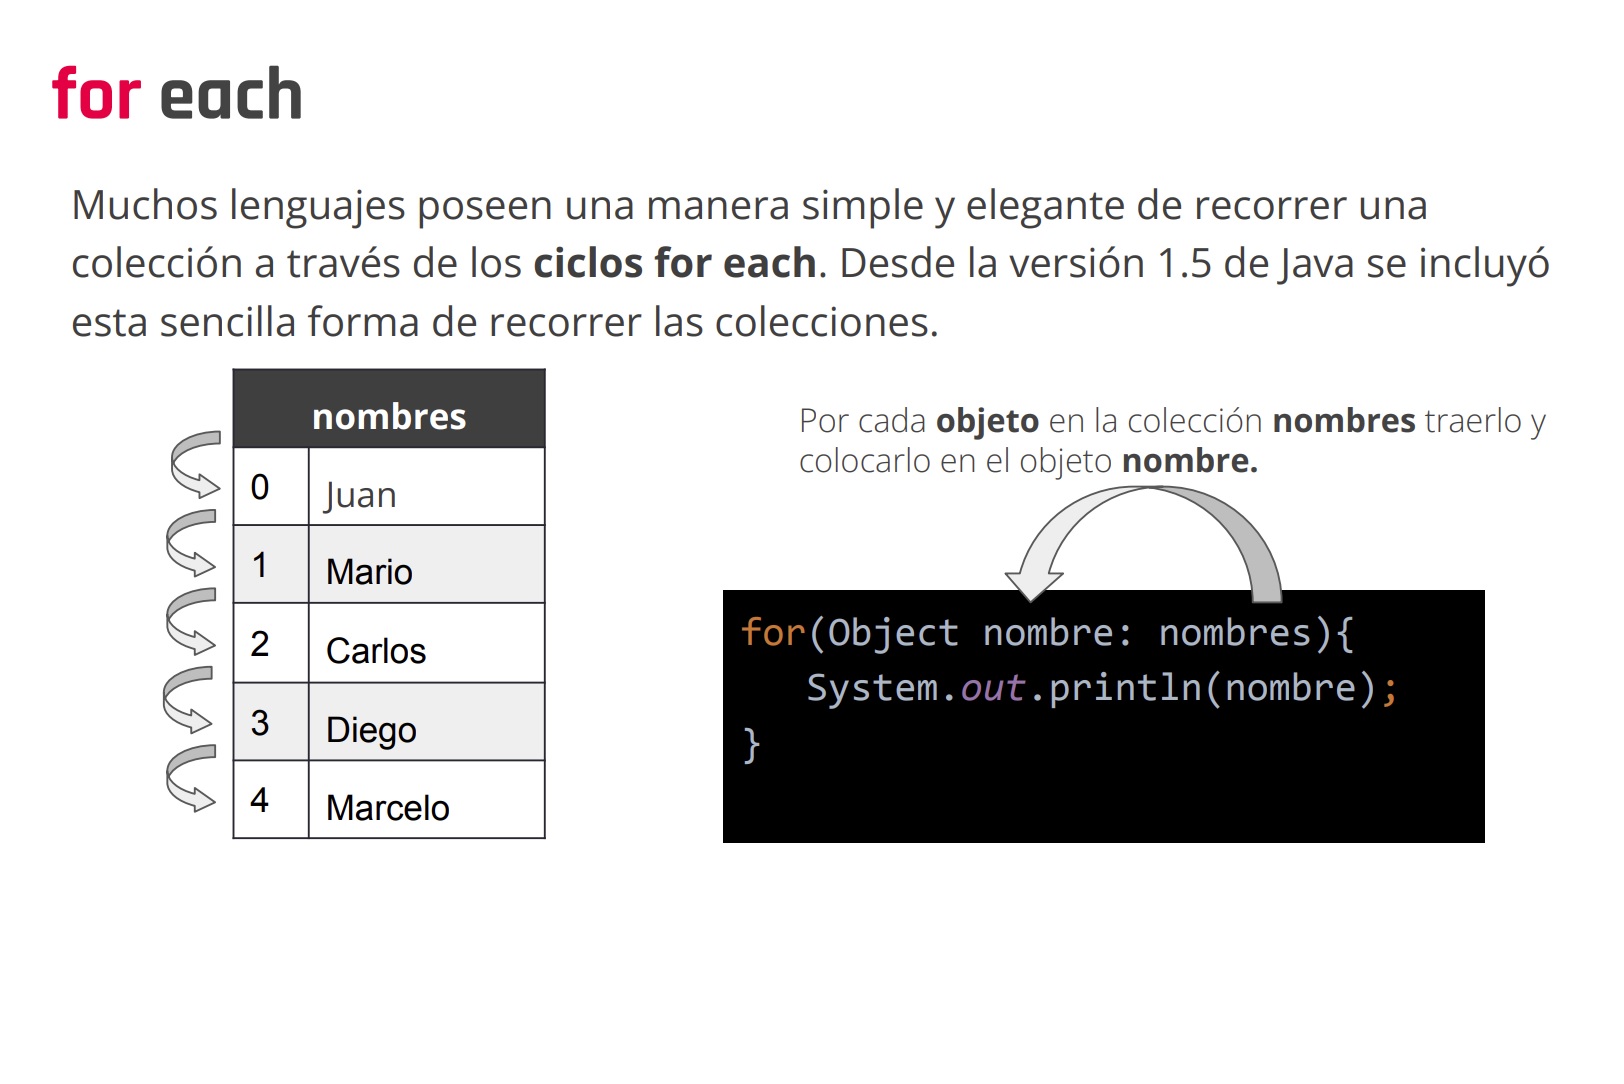 for each
Muchos lenguajes poseen una manera simple y elegante de recorrer una
colección a través de los ciclos for each. Desde la versión 1.5 de Java se incluyó
esta sencilla forma de recorrer las colecciones.
nombres
0 Juan
1 Mario
2 Carlos
3 Diego
4 Marcelo
Por cada objeto en la colección nombres traerlo y
colocarlo en el objeto nombre.
for(Object nombre: nombres){
   System.out.println(nombre);
}